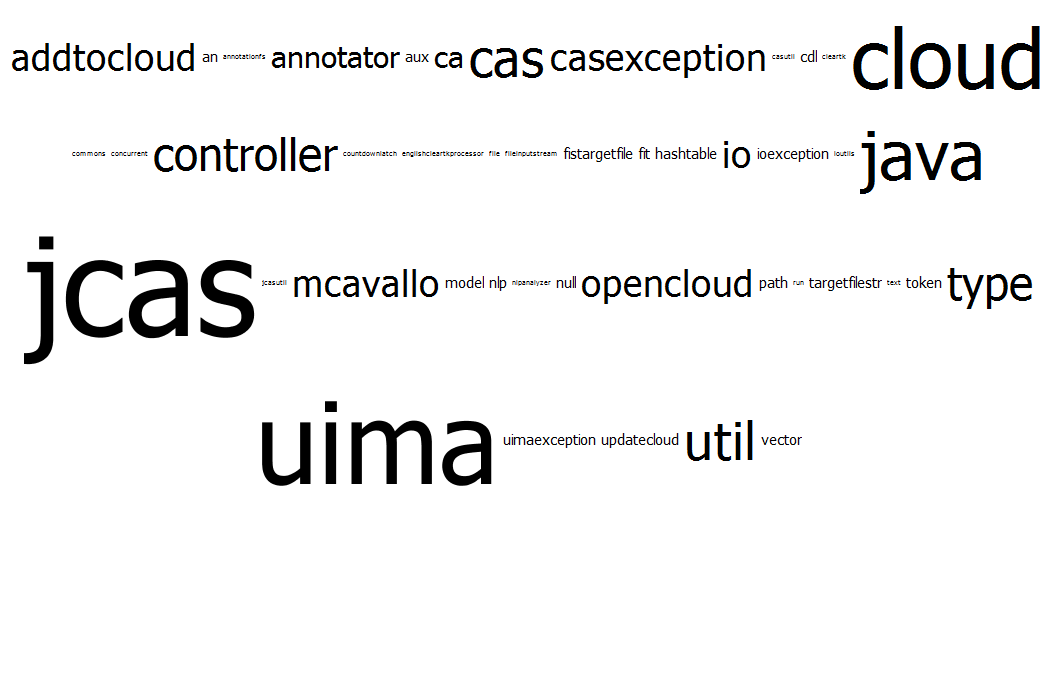 addtocloud an annotationfs annotator aux ca cas casexception casutil cdl cleartk cloud
commons concurrent controller countdownlatch englishcleartkprocessor file fileinputstream fistargetfile fit hashtable io ioexception ioutils java
jcas jcasutil mcavallo model nlp nlpanalyzer null opencloud path run targetfilestr text token type
uima uimaexception updatecloud util vector